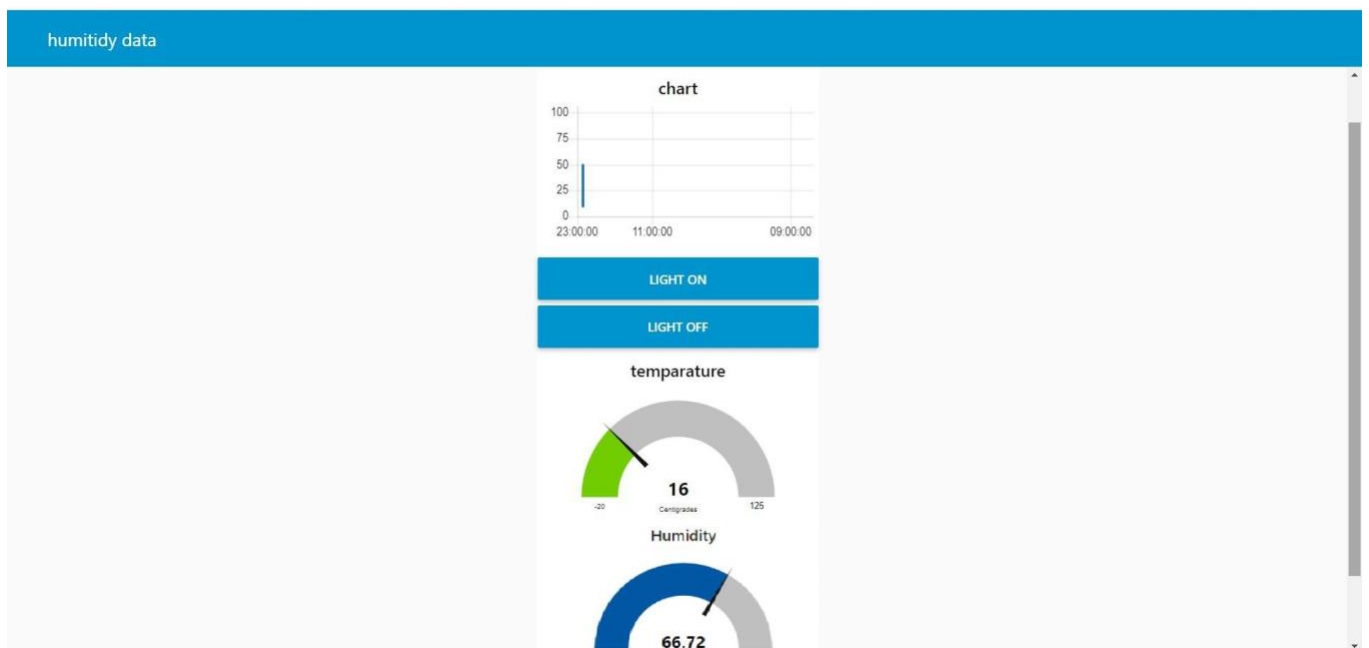 humitidy data
chart
100
75
50
25
0
23:00:00 11:00:00 09:00:00
LIGHT ON
LIGHT OFF
temparature
16
-20 Centigrades 125
Humidity
66.72